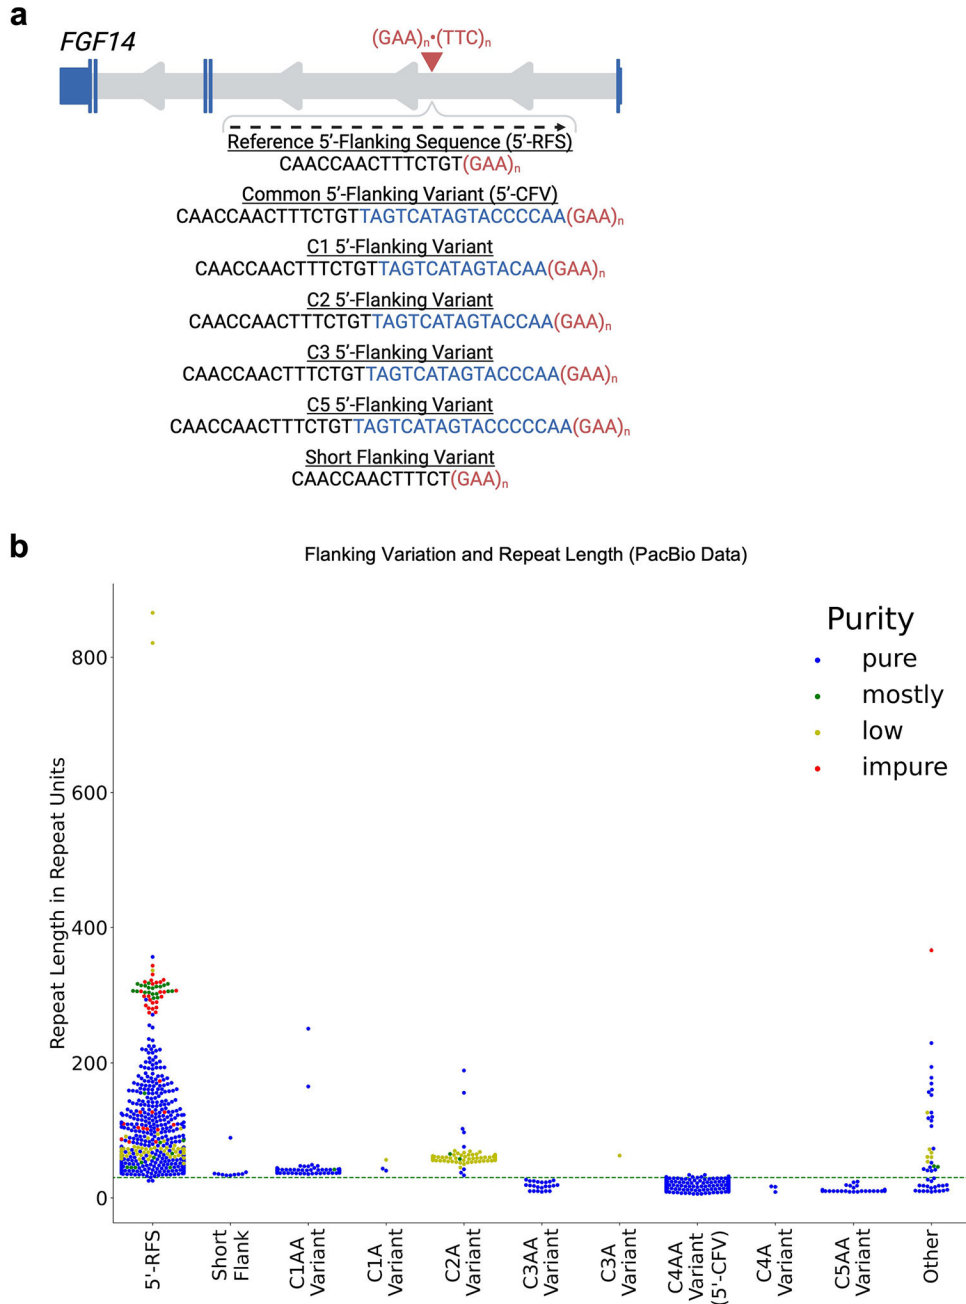 a
FGF14
(GAA)n•(TTC)n
Reference 5’-Flanking Sequence (5’-RFS)
CAACCAACTTTCTGT(GAA)n
Common 5’-Flanking Variant (5’-CFV)
CAACCAACTTTCTGTTAGTCATAGTACCCCAA(GAA)n
C1 5’-Flanking Variant
CAACCAACTTTCTGTTAGTCATAGTACAA(GAA)n
C2 5’-Flanking Variant
CAACCAACTTTCTGTTAGTCATAGTACCAA(GAA)n
C3 5’-Flanking Variant
CAACCAACTTTCTGTTAGTCATAGTACCCAA(GAA)n
C5 5’-Flanking Variant
CAACCAACTTTCTGTTAGTCATAGTACCCCCAA(GAA)n
Short Flanking Variant
CAACCAACTTTCT(GAA)n
b
Flanking Variation and Repeat Length (PacBio Data)
Repeat Length in Repeat Units
800
600
400
200
0
Purity
pure
mostly
low
impure
5'-RFS
Short
Flank
C1AA
Variant
C1A
Variant
C2A
Variant
C3AA
Variant
C3A
Variant
C4AA
Variant
(5'-CFV)
C4A
Variant
C5AA
Variant
Other